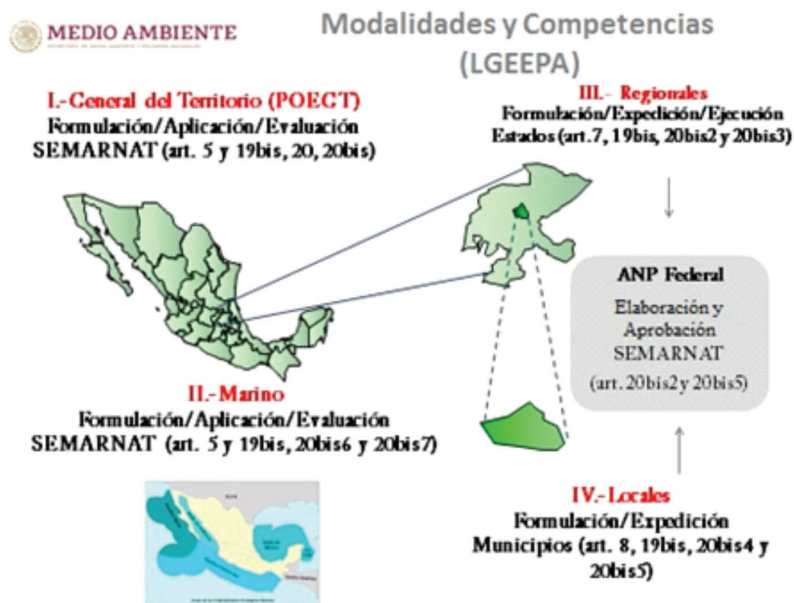 MEDIO AMBIENTE
Modalidades y Competencias
(LGEEPA)
I.-General del Territorio (POEGT)
Formulación/Aplicación/Evaluación
SEMARNAT (art. 5 y 19bis, 20, 20bis)
III.- Regionales
Formulación/Expedición/Ejecución
Estados (art.7, 19bis, 20bis2 y 20bis3)
ANP Federal
Elaboración y
Aprobación
SEMARNAT
(art. 20bis2 y 20bis5)
II.-Marino
Formulación/Aplicación/Evaluación
SEMARNAT (art. 5 y 19bis, 20bis6 y 20bis7)
IV.-Locales
Formulación/Expedición
Municipios (art. 8, 19bis, 20bis4 y
20bis5)